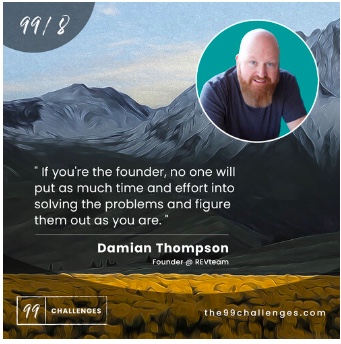 99/8
" If you're the founder, no one will
put as much time and effort into
solving the problems and figure
them out as you are. "
Damian Thompson
Founder @ REVteam
99 CHALLENGES
the99challenges.com